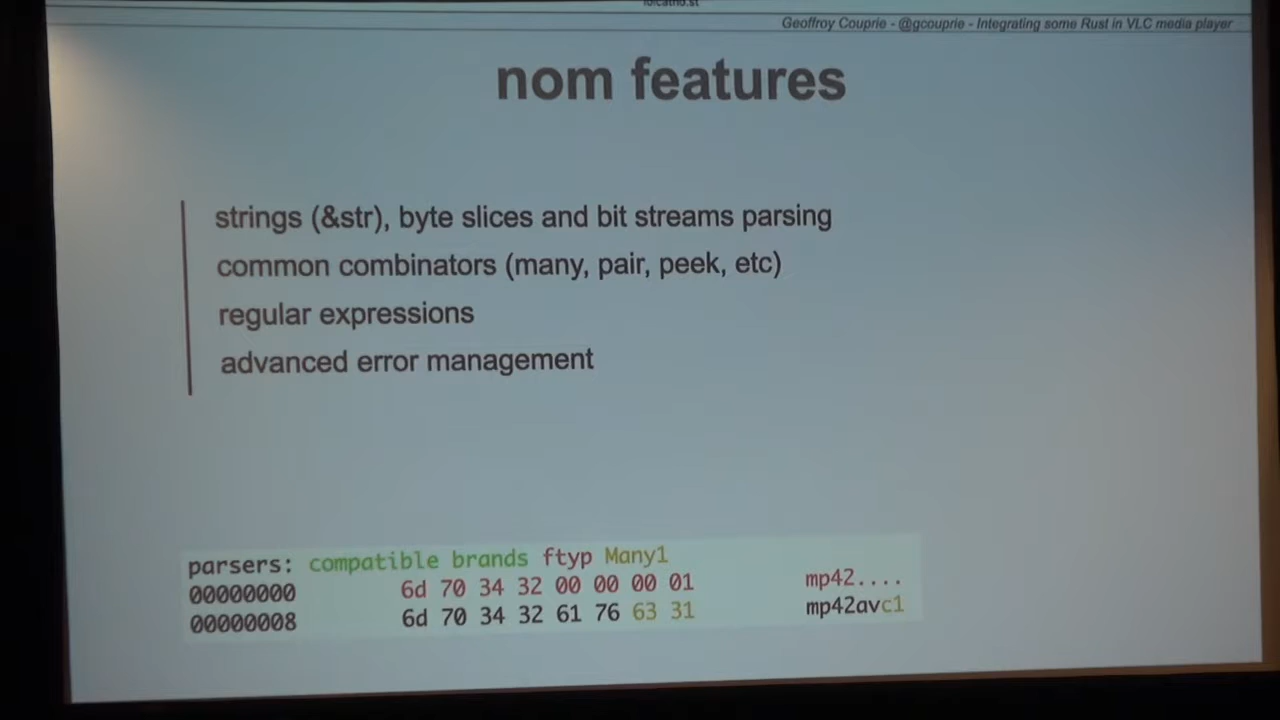 Geoffroy Couprie - @gcouprie - Integrating some Rust in VLC media player
nom features
strings (&str), byte slices and bit streams parsing
common combinators (many, pair, peek, etc)
regular expressions
advanced error management
parsers: compatible brands ftyp Many1
00000000 6d 70 34 32 00 00 00 01 mp42....
00000008 6d 70 34 32 61 76 63 31 mp42avc1